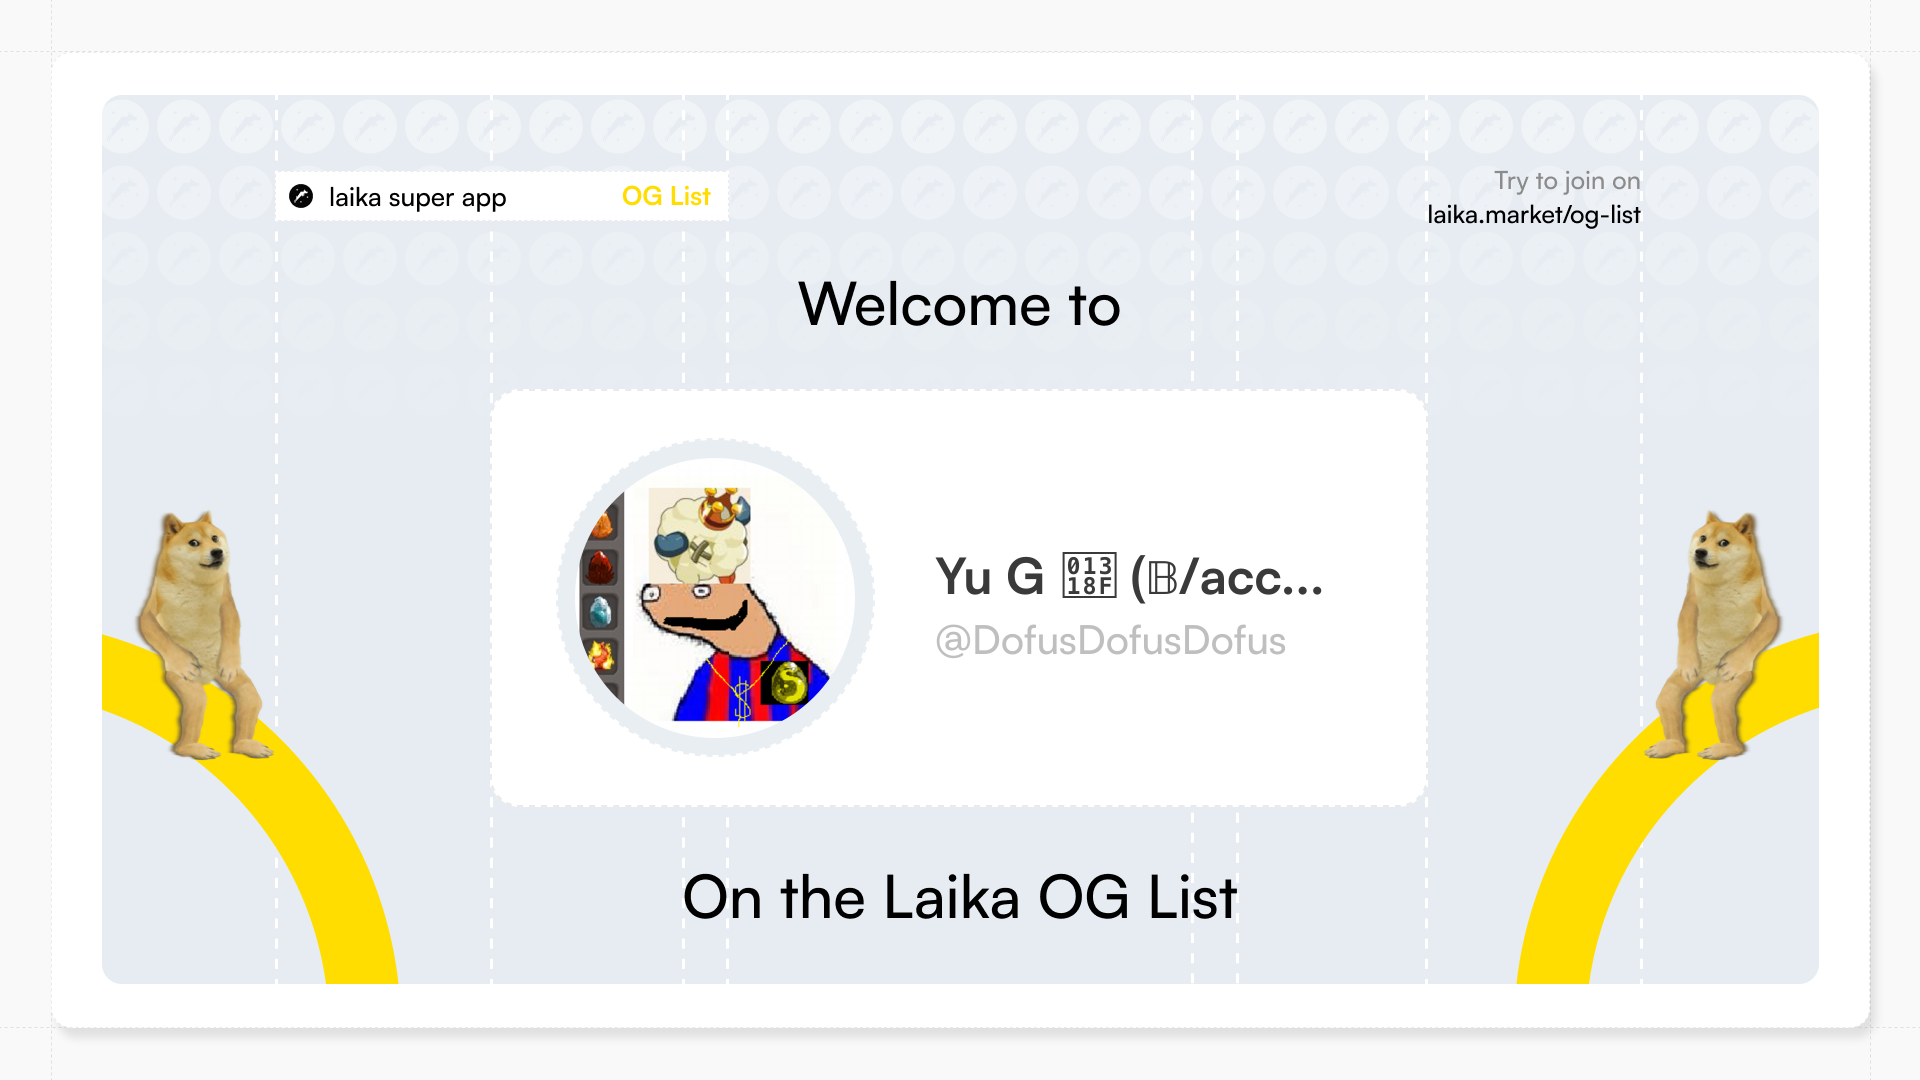 laika super app
OG List
Try to join on
laika.market/og-list
Welcome to
Yu G 𓆏 (𝔹/acc...
@DofusDofusDofus
On the Laika OG List